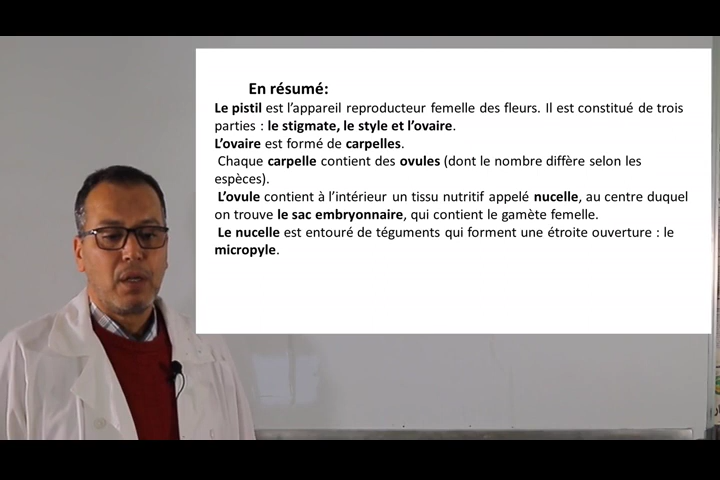 En résumé:
Le pistil est l'appareil reproducteur femelle des fleurs. Il est constitué de trois
parties : le stigmate, le style et l'ovaire.
L'ovaire est formé de carpelles.
Chaque carpelle contient des ovules (dont le nombre diffère selon les
espèces).
L'ovule contient à l'intérieur un tissu nutritif appelé nucelle, au centre duquel
on trouve le sac embryonnaire, qui contient le gamète femelle.
Le nucelle est entouré de téguments qui forment une étroite ouverture : le
micropyle.